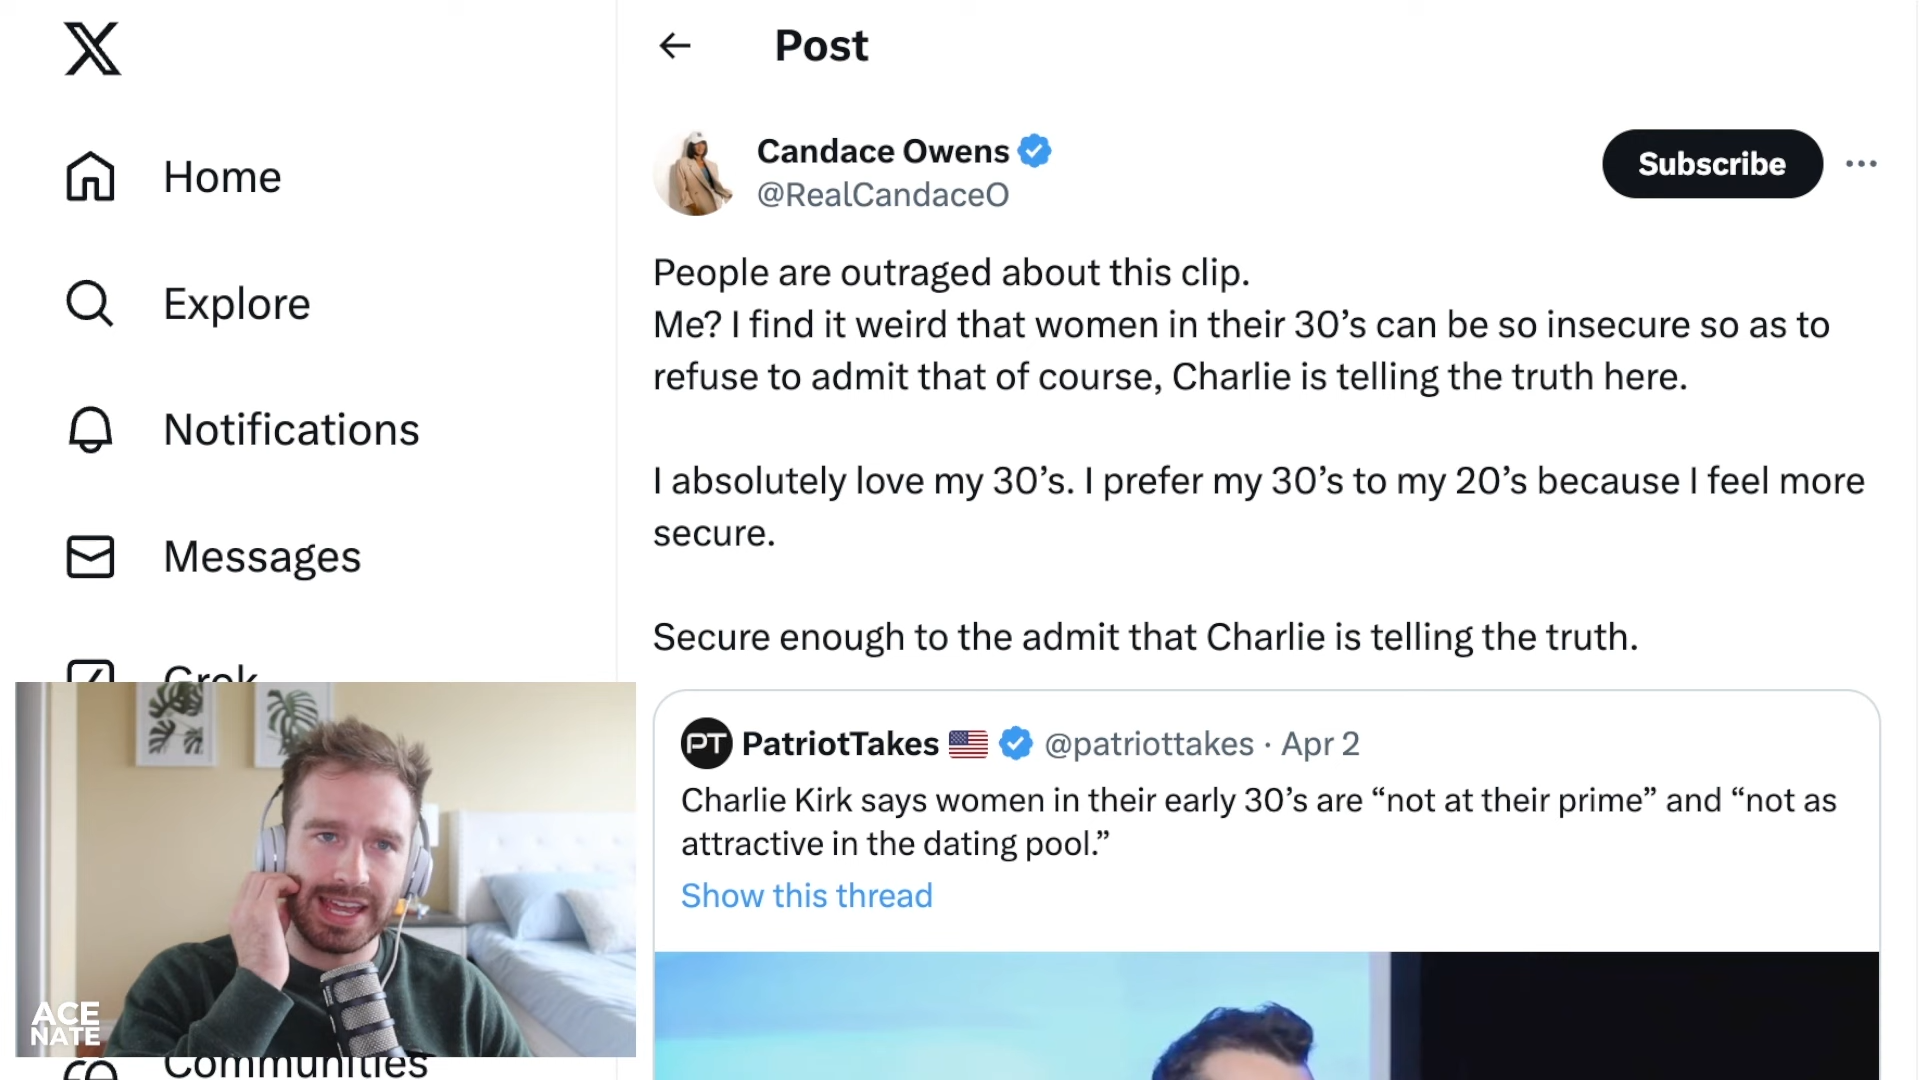 X
Home
Explore
Notifications
Messages
Grok
Communities
Post
Candace Owens
@RealCandaceO
Subscribe
People are outraged about this clip.
Me? I find it weird that women in their 30’s can be so insecure so as to
refuse to admit that of course, Charlie is telling the truth here.
I absolutely love my 30’s. I prefer my 30’s to my 20’s because I feel more
secure.
Secure enough to the admit that Charlie is telling the truth.
PT PatriotTakes @patriottakes · Apr 2
Charlie Kirk says women in their early 30’s are “not at their prime” and “not as
attractive in the dating pool.”
Show this thread
ACE
NATE